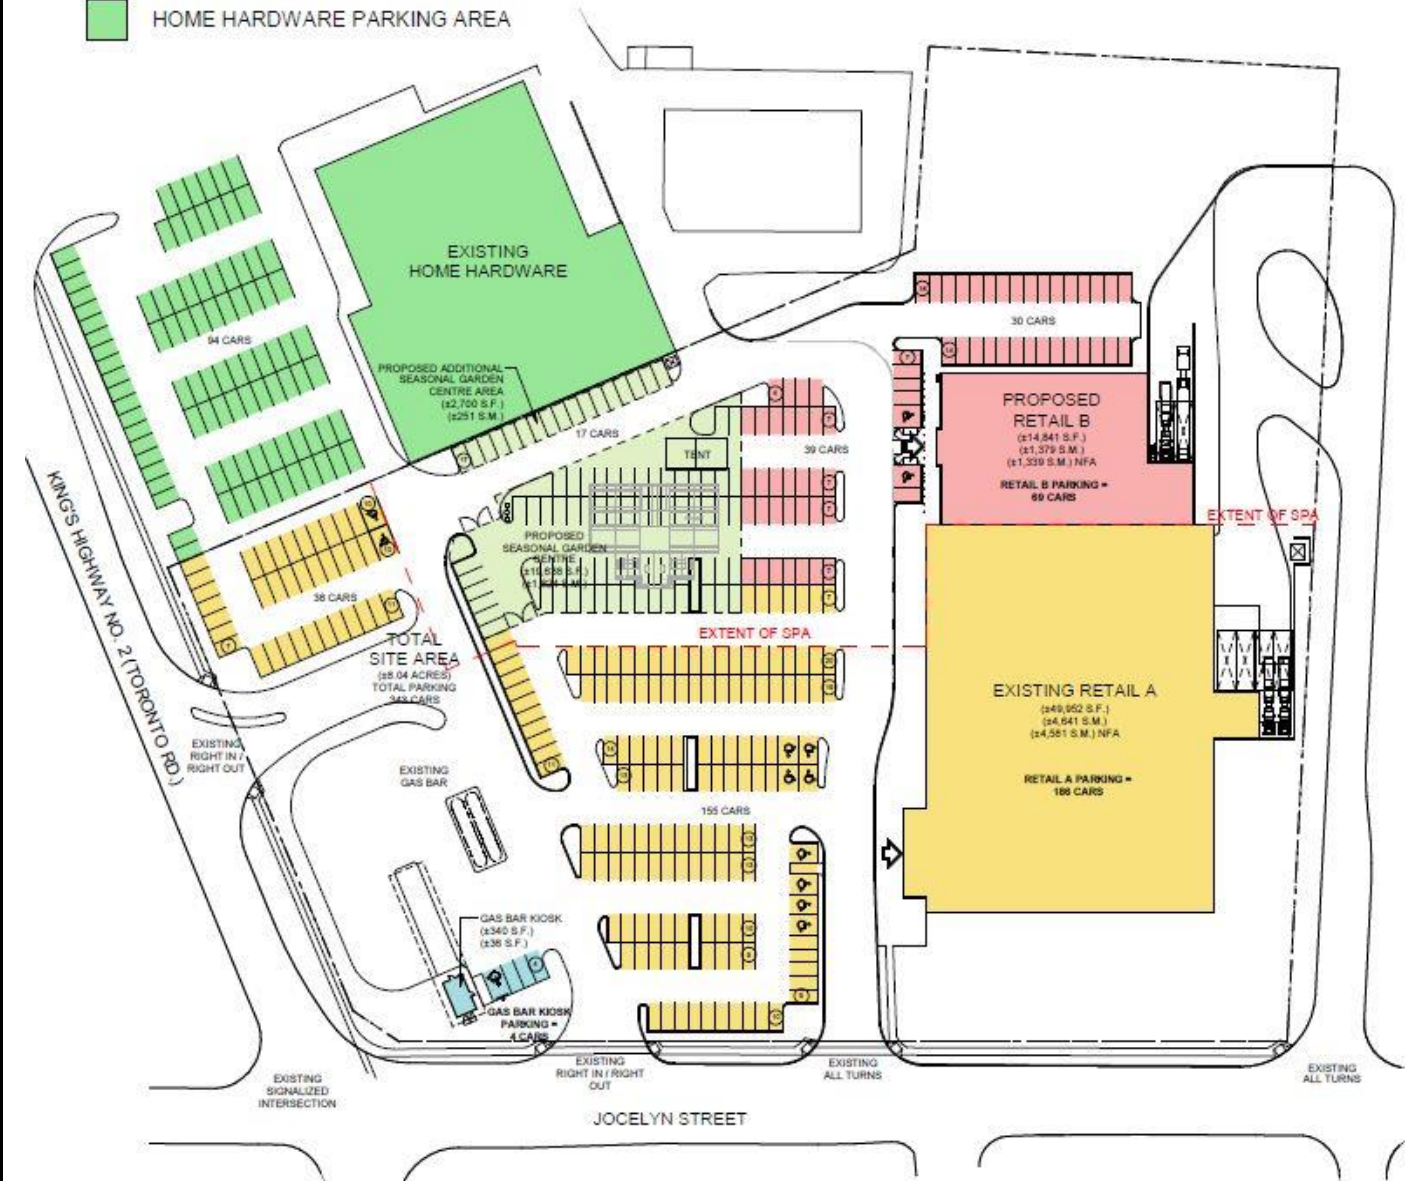 HOME HARDWARE PARKING AREA
EXISTING
HOME HARDWARE
94 CARS
PROPOSED ADDITIONAL
SEASONAL GARDEN
CENTRE AREA
(±2,700 S.F.)
(±251 S.M.)
17 CARS
TENT
39 CARS
30 CARS
PROPOSED
RETAIL B
(±14,841 S.F.)
(±1,379 S.M.)
(±1,339 S.M.) NFA
RETAIL B PARKING =
69 CARS
EXTENT OF SPA
PROPOSED
SEASONAL GARDEN
CENTRE
KING'S HIGHWAY NO. 2 (TORONTO RD.)
TOTAL
SITE AREA
(±8.04 ACRES)
TOTAL PARKING
343 CARS
EXTENT OF SPA
EXISTING RETAIL A
(±49,952 S.F.)
(±4,641 S.M.)
(±4,561 S.M.) NFA
RETAIL A PARKING =
186 CARS
EXISTING
RIGHT IN /
RIGHT OUT
EXISTING
GAS BAR
155 CARS
GAS BAR KIOSK
(±340 S.F.)
(±36 S.F.)
GAS BAR KIOSK
PARKING =
4 CARS
EXISTING
SIGNALIZED
INTERSECTION
EXISTING
RIGHT IN / RIGHT
OUT
EXISTING
ALL TURNS
EXISTING
ALL TURNS
JOCELYN STREET